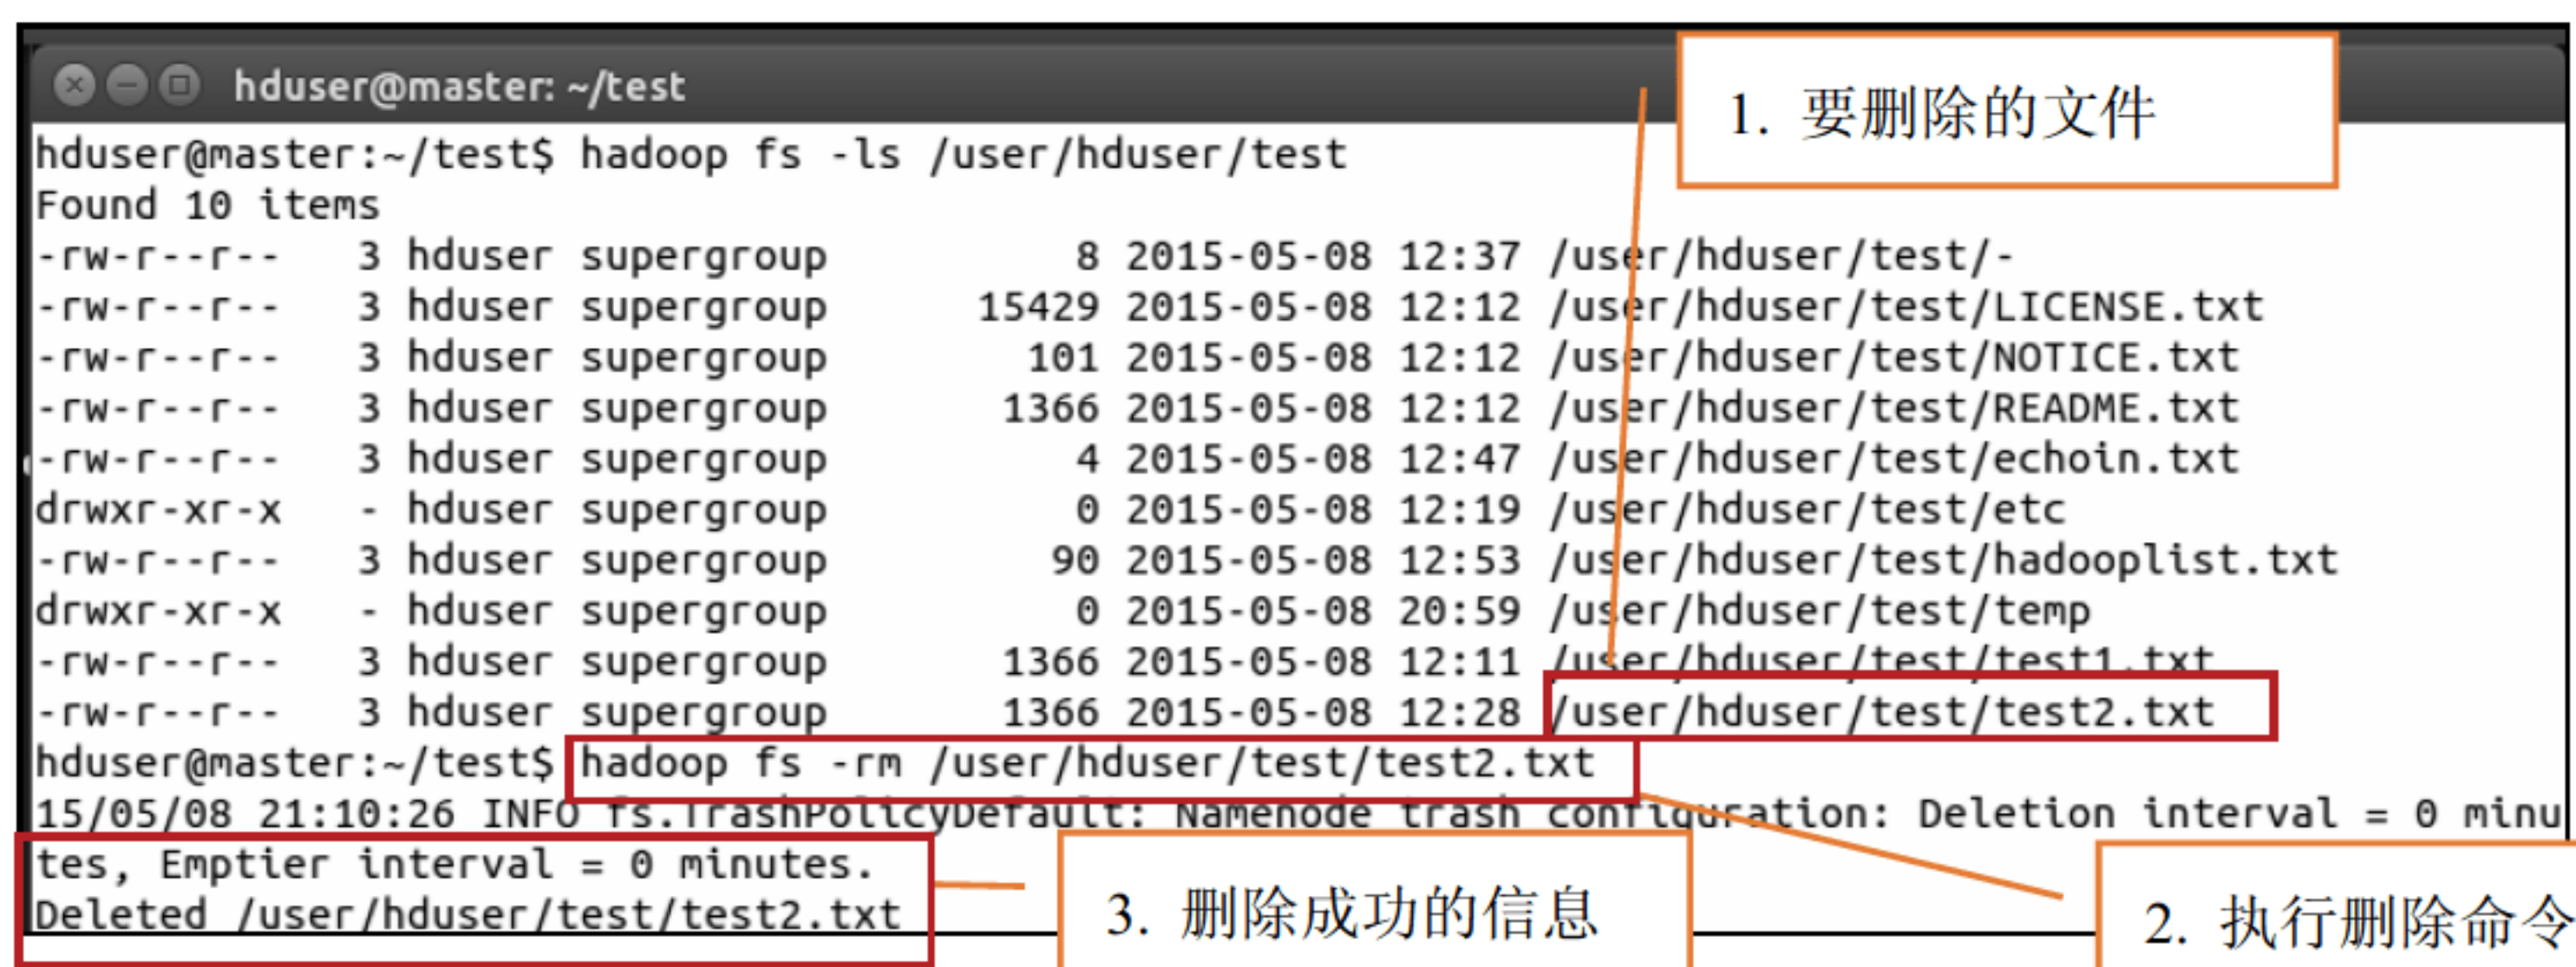 hduser@master: ~/test
1. 要删除的文件
hduser@master:~/test$ hadoop fs -ls /user/hduser/test
Found 10 items
-rw-r--r--   3 hduser supergroup          8 2015-05-08 12:37 /user/hduser/test/-
-rw-r--r--   3 hduser supergroup      15429 2015-05-08 12:12 /user/hduser/test/LICENSE.txt
-rw-r--r--   3 hduser supergroup        101 2015-05-08 12:12 /user/hduser/test/NOTICE.txt
-rw-r--r--   3 hduser supergroup       1366 2015-05-08 12:12 /user/hduser/test/README.txt
-rw-r--r--   3 hduser supergroup          4 2015-05-08 12:47 /user/hduser/test/echoin.txt
drwxr-xr-x   - hduser supergroup          0 2015-05-08 12:19 /user/hduser/test/etc
-rw-r--r--   3 hduser supergroup         90 2015-05-08 12:53 /user/hduser/test/hadooplist.txt
drwxr-xr-x   - hduser supergroup          0 2015-05-08 20:59 /user/hduser/test/temp
-rw-r--r--   3 hduser supergroup       1366 2015-05-08 12:11 /user/hduser/test/test1.txt
-rw-r--r--   3 hduser supergroup       1366 2015-05-08 12:28 /user/hduser/test/test2.txt
hduser@master:~/test$ hadoop fs -rm /user/hduser/test/test2.txt
15/05/08 21:10:26 INFO fs.TrashPolicyDefault: Namenode trash configuration: Deletion interval = 0 minu
tes, Emptier interval = 0 minutes.
Deleted /user/hduser/test/test2.txt
3. 删除成功的信息
2. 执行删除命令